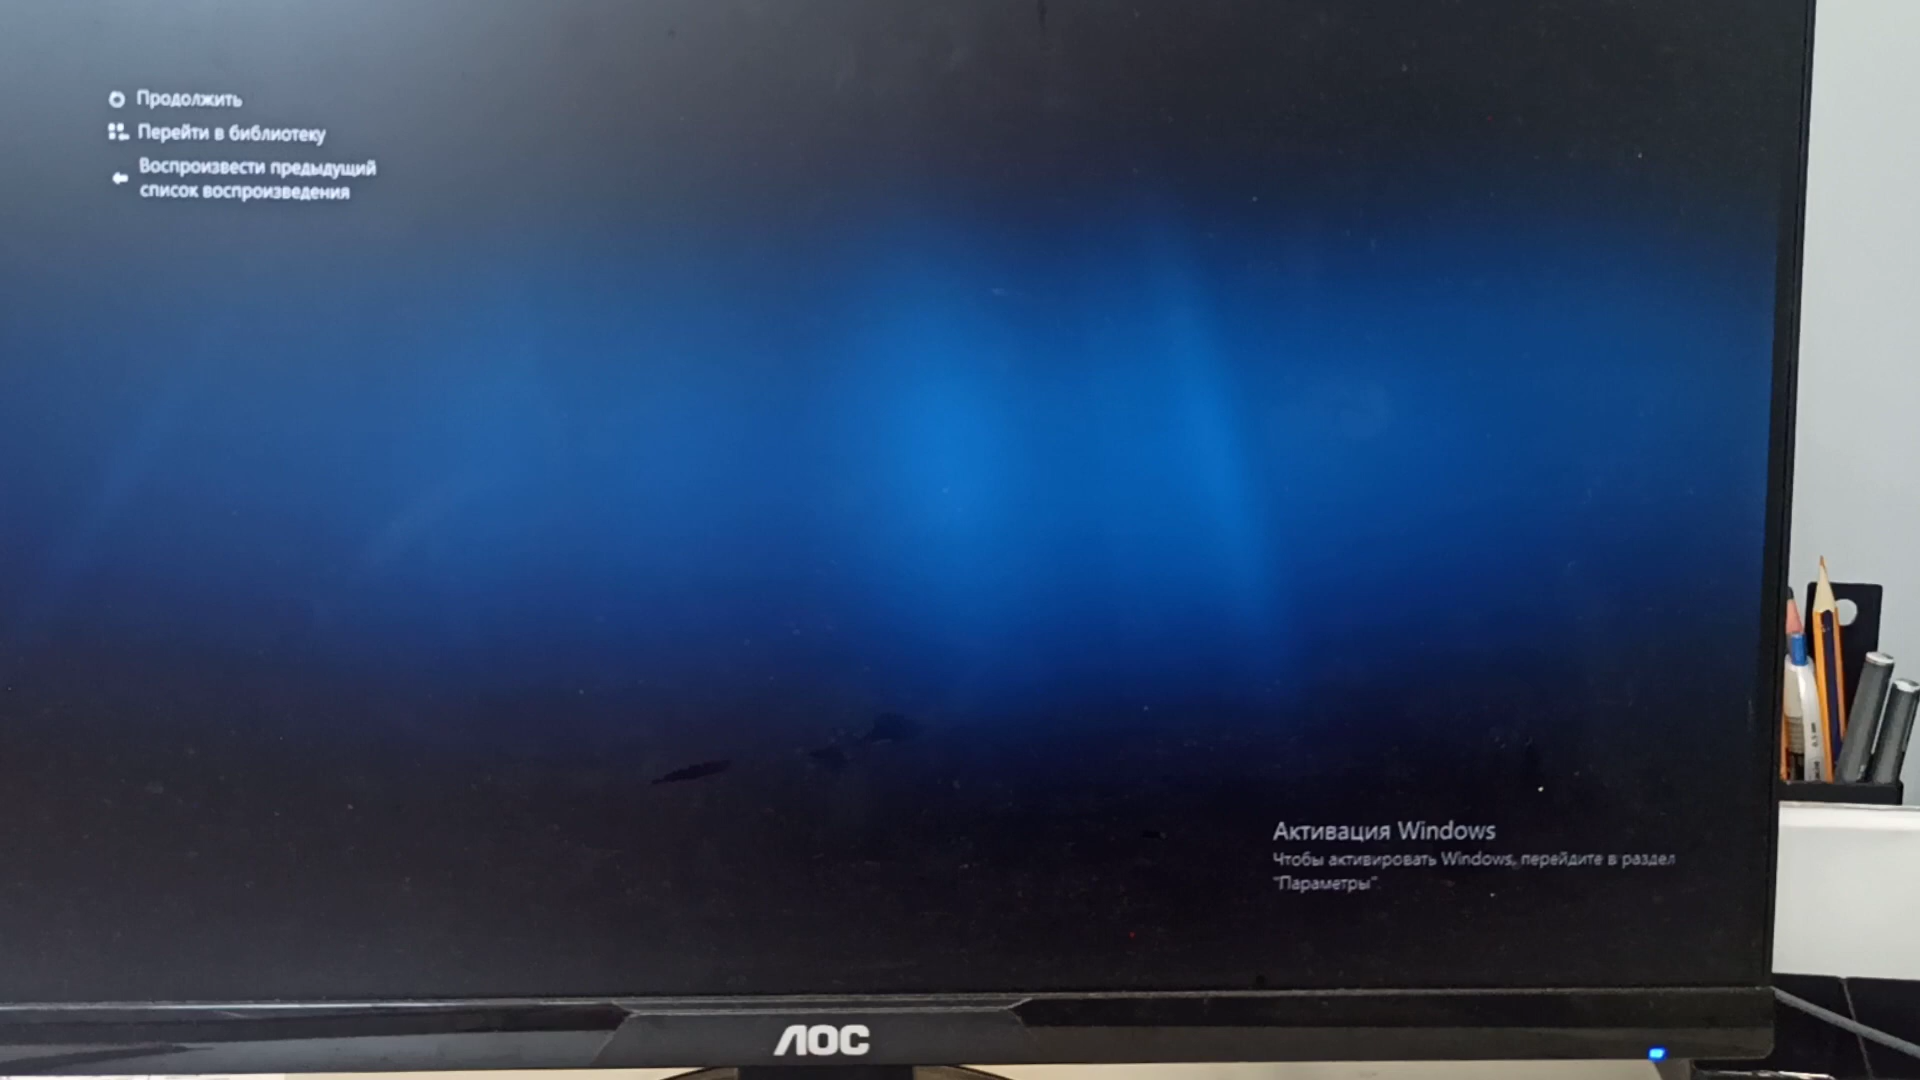 Продолжить
Перейти в библиотеку
Воспроизвести предыдущий
список воспроизведения
Активация Windows
Чтобы активировать Windows, перейдите в раздел
"Параметры".
AOC